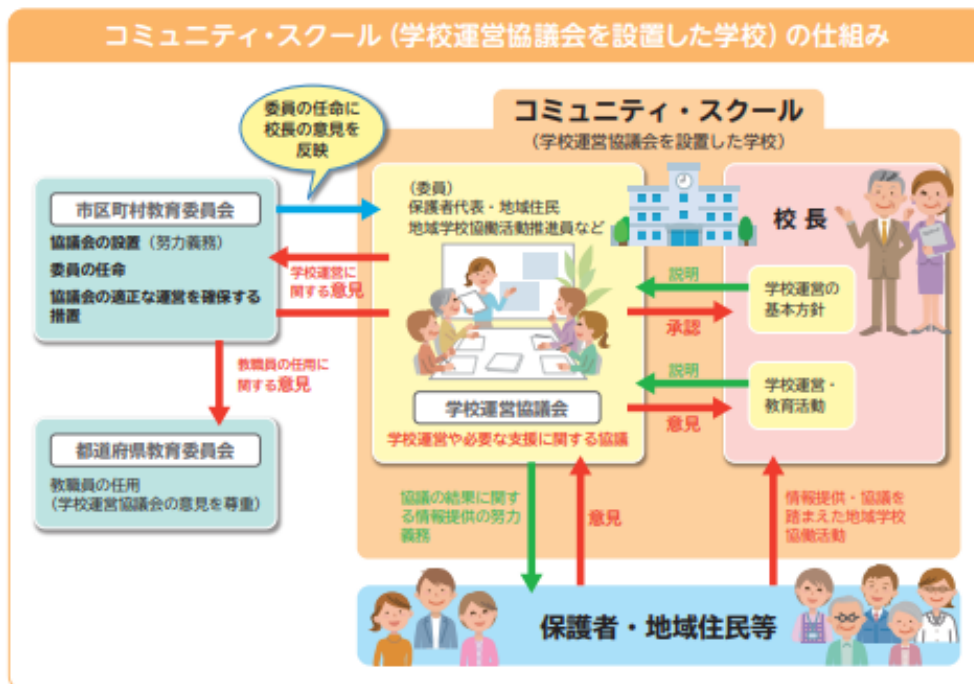 コミュニティ・スクール（学校運営協議会を設置した学校）の仕組み
委員の任命に
校長の意見を
反映
コミュニティ・スクール
（学校運営協議会を設置した学校）
市区町村教育委員会
協議会の設置（努力義務）
委員の任命
協議会の適正な運営を確保する
措置
（委員）
保護者代表・地域住民
地域学校協働活動推進員など
校長
学校運営に
関する意見
説明
承認
学校運営の
基本方針
説明
意見
学校運営・
教育活動
学校運営協議会
学校運営や必要な支援に関する協議
教職員の任用に
関する意見
都道府県教育委員会
教職員の任用
（学校運営協議会の意見を尊重）
協議の結果に関す
る情報提供の努力
義務
意見
情報提供・協議を
踏まえた地域学校
協働活動
保護者・地域住民等